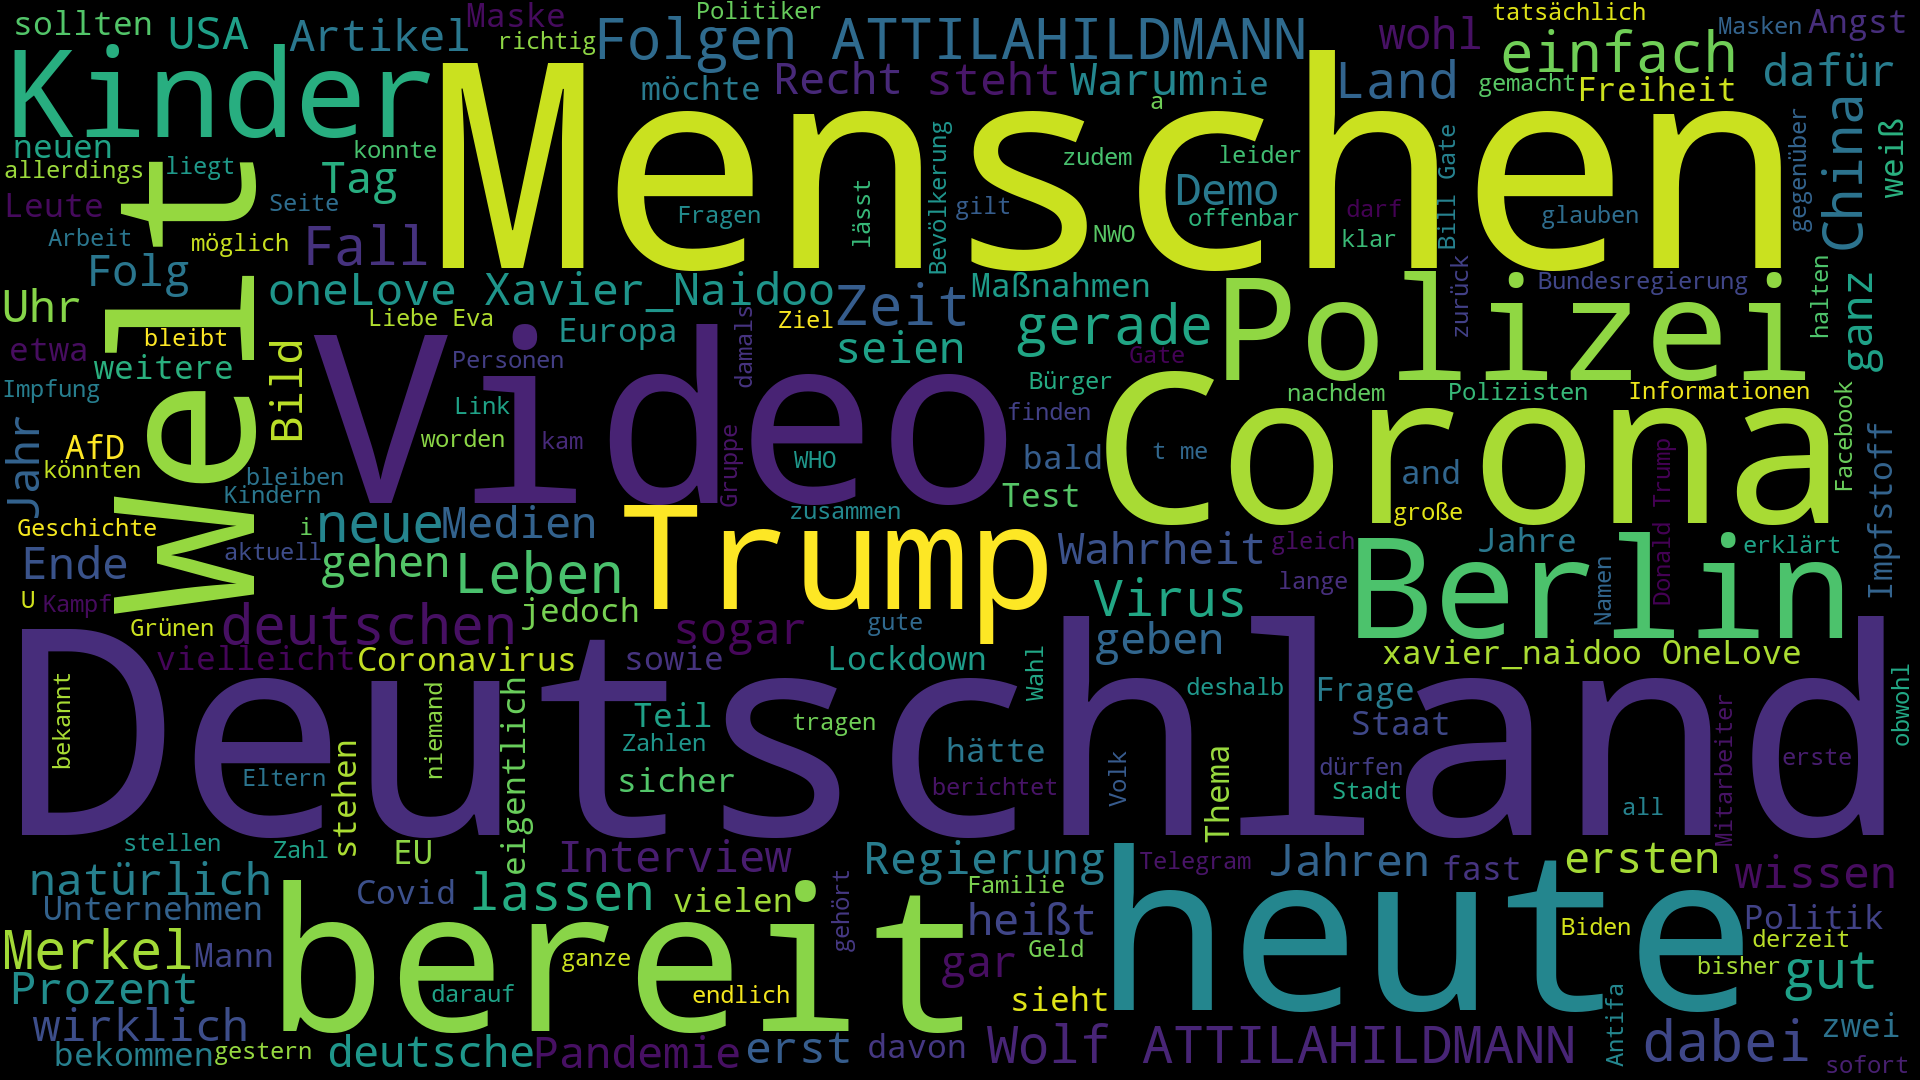 sollten
USA
Artikel
Maske
richtig
Politiker
Folgen ATTILAHILDMANN
wohl
tatsächlich
Masken
Angst
Kinder
Menschen
möchte
Recht
steht
Warum
nie
a
Land
einfach
gemacht
Freiheit
dafür
neuen
allerdings
liegt
konnte
Tag
Leute
Seite
Arbeit
möglich
Fall
Folg
Welt
Fragen
lässt
Bevölkerung
gilt
zudem
leider
Demo
offenbar
NWO
darf
klar
Bill Gate
glauben
gegenüber
China
weiß
Uhr
oneLove Xavier_Naidoo
Zeit
Maßnahmen
zurück
Bundesregierung
halten
ganz
bleibt
Liebe Eva
Europa
Ziel
etwa
weitere
Bild
Personen
damals
seien
gerade
Gate
Polizei
Impfung
Video
Link
worden
kam
Gruppe
WHO
Bürger
finden
nachdem
Polizisten
Informationen
Corona
Jahr
AfD
könnten
bleiben
Kindern
bald
t me
Test
and
große
Donald Trump
Facebook
Impfstoff
Geschichte
i
neue
Medien
Trump
zusammen
Ende
aktuell
gehen
Leben
Wahrheit
gleich
Jahre
erklärt
U
Kampf
jedoch
Virus
lange
Berlin
Namen
Grünen
deutschen
sogar
gute
geben
vielleicht
Coronavirus
sowie
Lockdown
Wahl
xavier_naidoo OneLove
Deutschland
bekannt
niemand
eigentlich
Teil
Zahlen
tragen
deshalb
Frage
Staat
obwohl
Eltern
stehen
sicher
hätte
berichtet
Volk
Thema
dürfen
Stadt
all
Mitarbeiter
erste
stellen
Zahl
EU
Interview
Regierung
Telegram
Jahren
fast
ersten
wissen
natürlich
Unternehmen
Covid
lassen
vielen
gehört
Familie
heißt
heute
Biden
Politik
derzeit
Merkel
Mann
bereit
ganze
Geld
gar
bisher
gut
Prozent
darauf
endlich
sieht
wirklich
bekommen
gestern
deutsche
Pandemie
erst
davon
Wolf ATTILAHILDMANN
Antifa
dabei
zwei
sofort